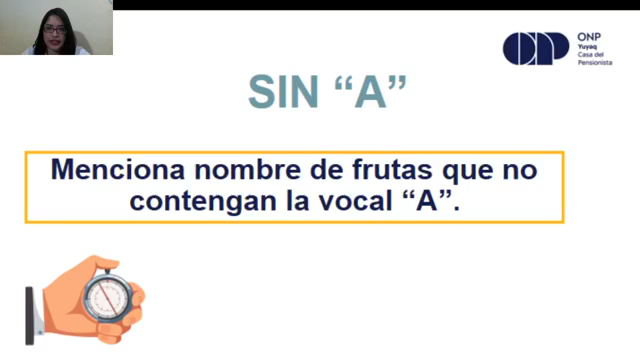 ONP
Yuyaq
Casa del
Pensionista
SIN “A”
Menciona nombre de frutas que no
contengan la vocal “A”.